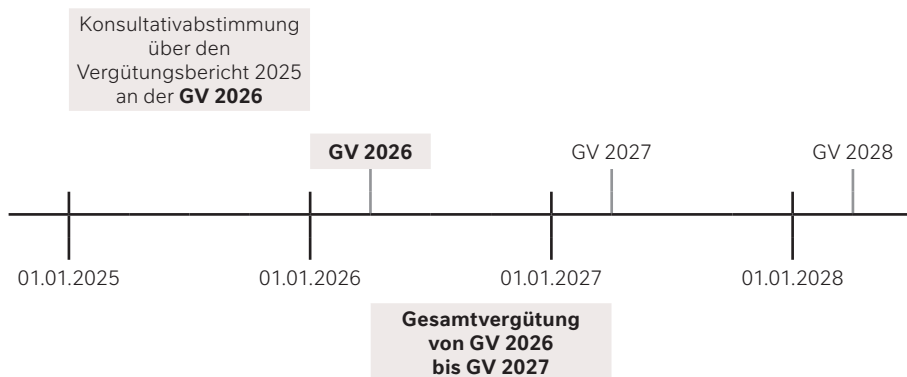 Konsultativabstimmung
über den
Vergütungsbericht 2025
an der GV 2026
GV 2026
GV 2027
GV 2028
01.01.2025
01.01.2026
01.01.2027
01.01.2028
Gesamtvergütung
von GV 2026
bis GV 2027